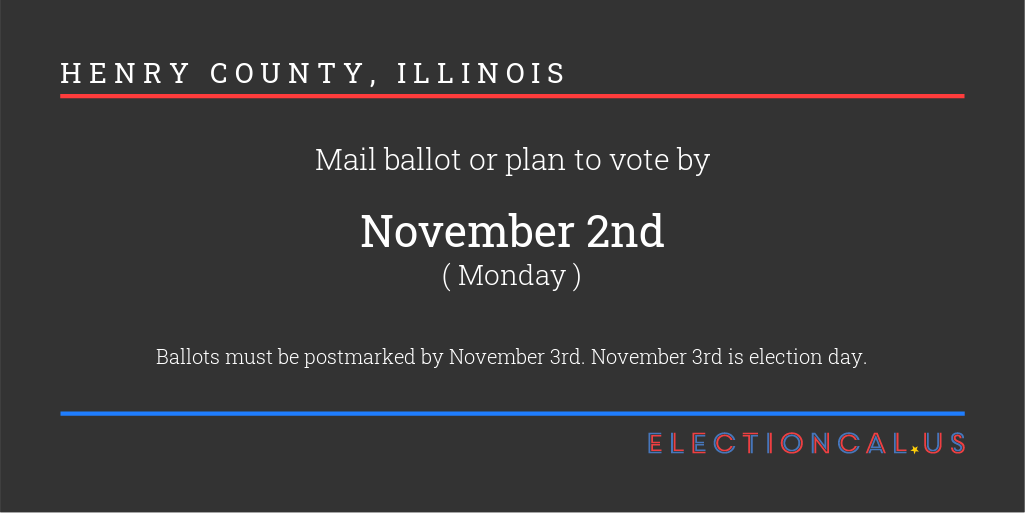 HENRY COUNTY, ILLINOIS
Mail ballot or plan to vote by
November 2nd
( Monday )
Ballots must be postmarked by November 3rd. November 3rd is election day.
ELECTIONCAL.US